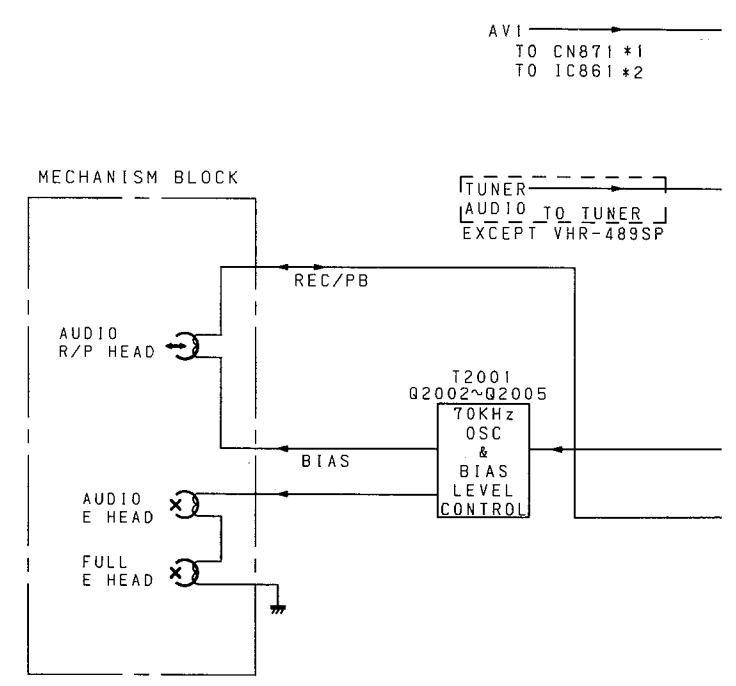 AV1
TO CN871 *1
TO IC861 *2
MECHANISM BLOCK
TUNER
AUDIO TO TUNER
EXCEPT VHR-489SP
REC/PB
AUDIO
R/P HEAD
T2001
Q2002~Q2005
70KHz
OSC
&
BIAS
LEVEL
CONTROL
BIAS
AUDIO
E HEAD
FULL
E HEAD